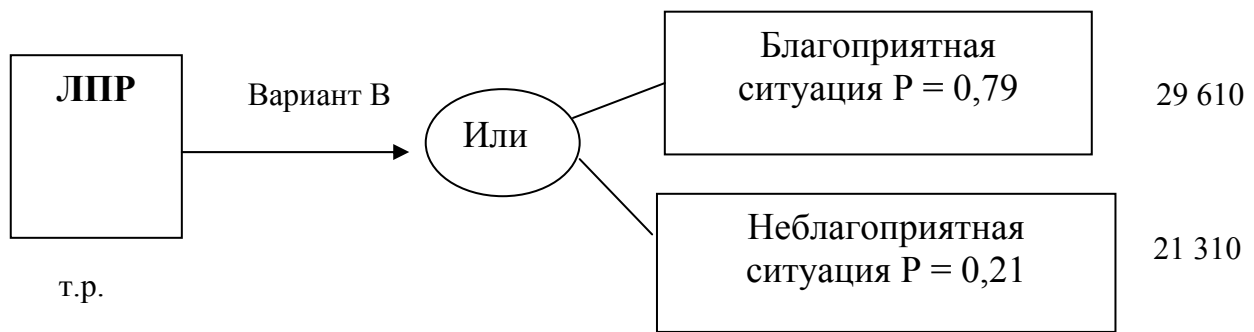 ЛПР
Вариант В
Или
Благоприятная
ситуация Р = 0,79
29 610
Неблагоприятная
ситуация Р = 0,21
21 310
т.р.